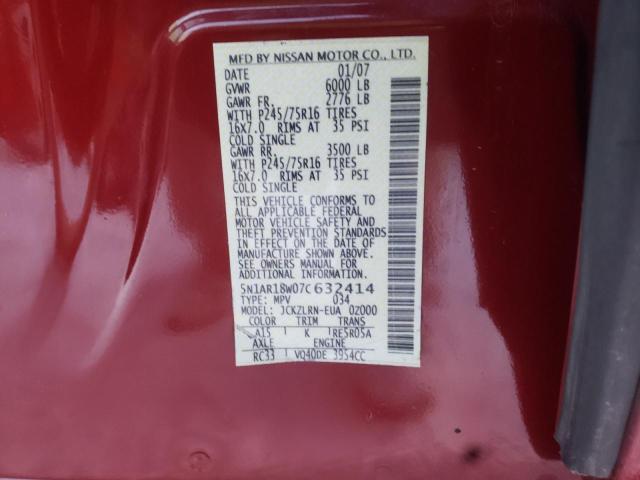 MFD BY NISSAN MOTOR CO., LTD.
DATE 01/07
GVWR 6000 LB
GAWR FR. 2776 LB
WITH P245/75R16 TIRES
16X7.0 RIMS AT 35 PSI
COLD SINGLE
GAWR RR. 3500 LB
WITH P245/75R16 TIRES
16X7.0 RIMS AT 35 PSI
COLD SINGLE
THIS VEHICLE CONFORMS TO
ALL APPLICABLE FEDERAL
MOTOR VEHICLE SAFETY AND
THEFT PREVENTION STANDARDS
IN EFFECT ON THE DATE OF
MANUFACTURE SHOWN ABOVE.
SEE OWNERS MANUAL FOR
ADDITIONAL INFORMATION.
5N1AR18W07C632414
TYPE: MPV 034
MODEL: JCKZLRN-EUA 02000
COLOR TRIM TRANS
A15 K RE5R05A
AXLE ENGINE
RC33 VQ40DE 3954CC